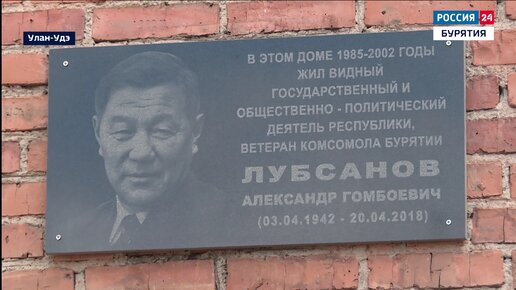 Улан-Удэ
РОССИЯ 24
БУРЯТИЯ
В ЭТОМ ДОМЕ 1985-2002 ГОДЫ
ЖИЛ ВИДНЫЙ
ГОСУДАРСТВЕННЫЙ И
ОБЩЕСТВЕННО - ПОЛИТИЧЕСКИЙ
ДЕЯТЕЛЬ РЕСПУБЛИКИ,
ВЕТЕРАН КОМСОМОЛА БУРЯТИИ
ЛУБСАНОВ
АЛЕКСАНДР ГОМБОЕВИЧ
(03.04.1942 - 20.04.2018)